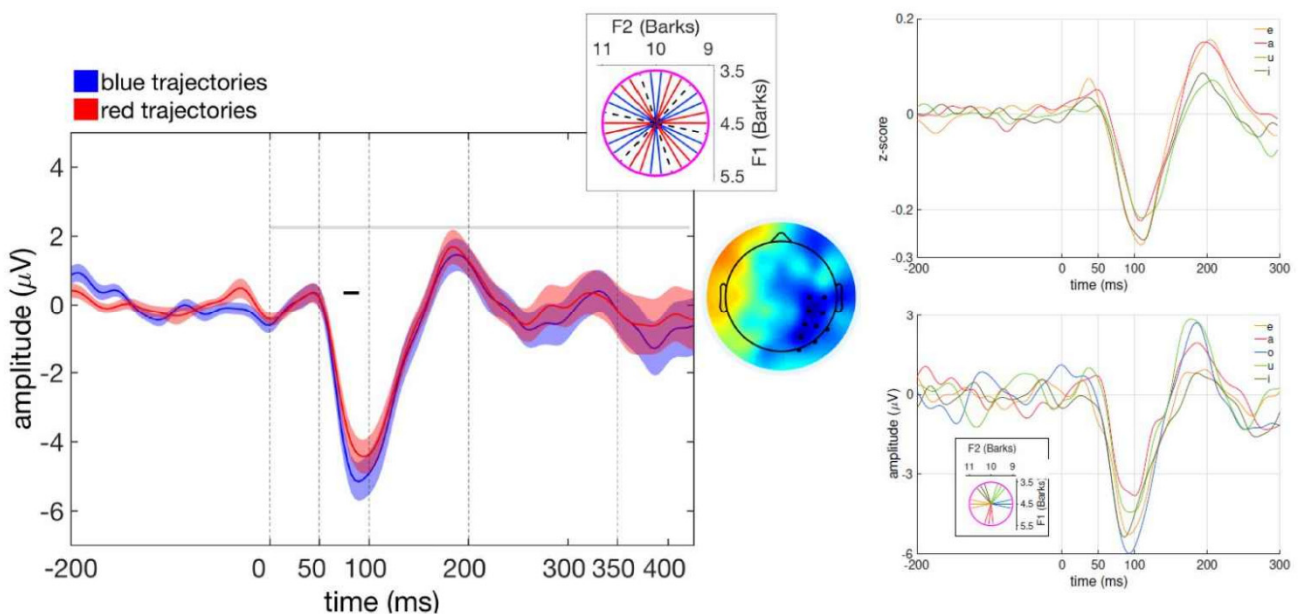 blue trajectories
red trajectories
F2 (Barks)
11 10 9
3.5
4.5
5.5
F1 (Barks)
amplitude (μV)
4
2
0
-2
-4
-6
-200 0 50 100 200 300 350 400
time (ms)
z-score
0.2
0
-0.2
-0.3
e
a
u
i
-200 0 50 100 200 300
time (ms)
amplitude (μV)
3
0
-3
-6
e
a
o
u
i
F2 (Barks)
11 10 9
3.5
4.5
5.5
F1 (Barks)
-200 0 50 100 200 300
time (ms)